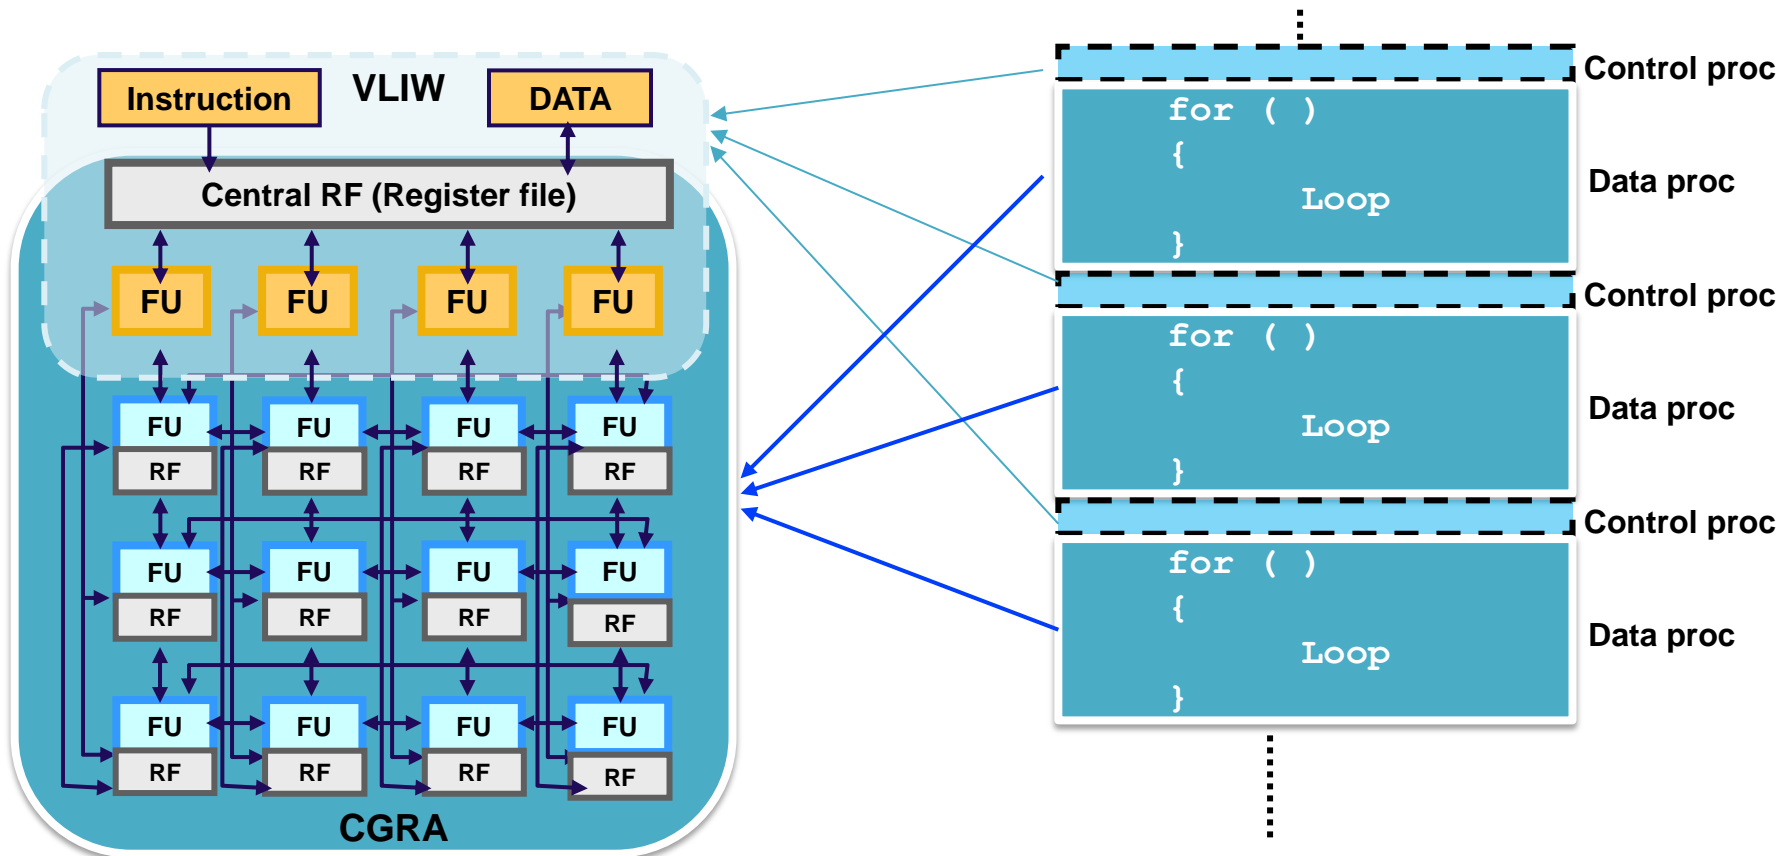 VLIW
Instruction
DATA
Central RF (Register file)
FU FU FU FU
FU FU FU FU
RF RF RF RF
FU FU FU FU
RF RF RF RF
FU FU FU FU
RF RF RF RF
CGRA
Control proc
for ( )
{
Loop
}
Data proc
Control proc
for ( )
{
Loop
}
Data proc
Control proc
for ( )
{
Loop
}
Data proc